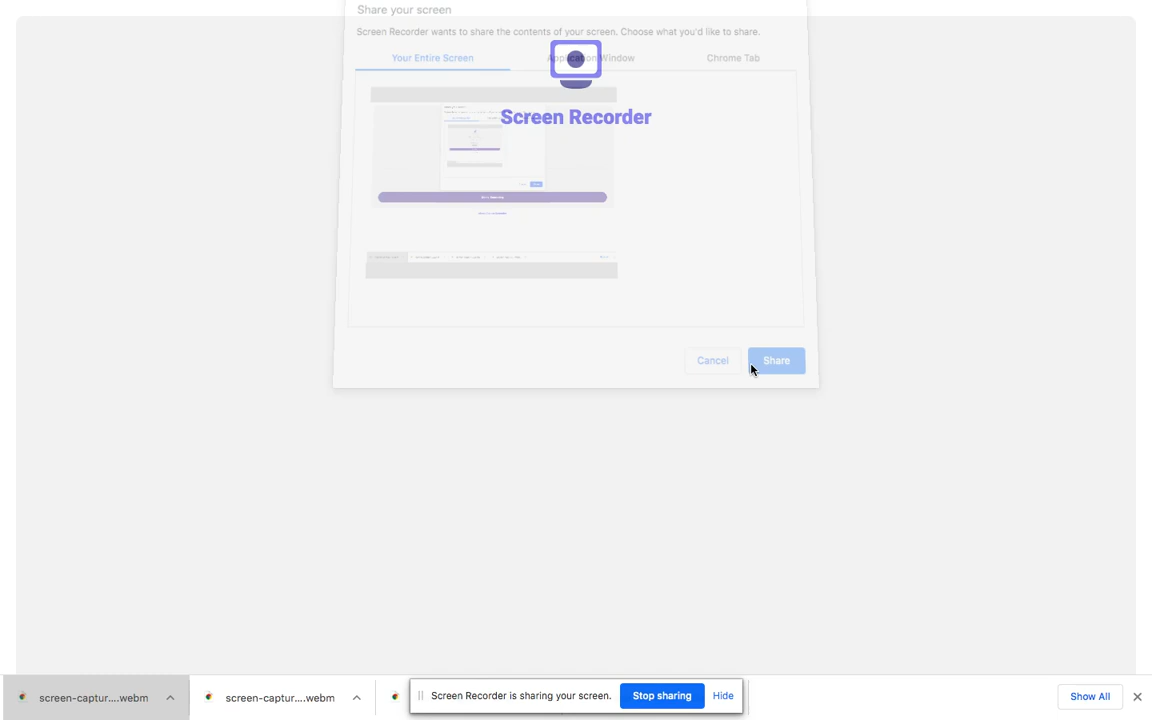 Share your screen
Screen Recorder wants to share the contents of your screen. Choose what you'd like to share.
Your Entire Screen
Application Window
Chrome Tab
Screen Recorder
Cancel
Share
screen-captur....webm
screen-captur....webm
Screen Recorder is sharing your screen.
Stop sharing
Hide
Show All